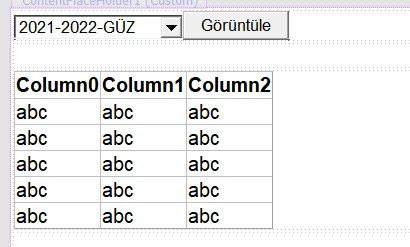 ContentPlaceHolder1 (Custom)
2021-2022-GÜZ Görüntüle
Column0 Column1 Column2
abc abc abc
abc abc abc
abc abc abc
abc abc abc
abc abc abc